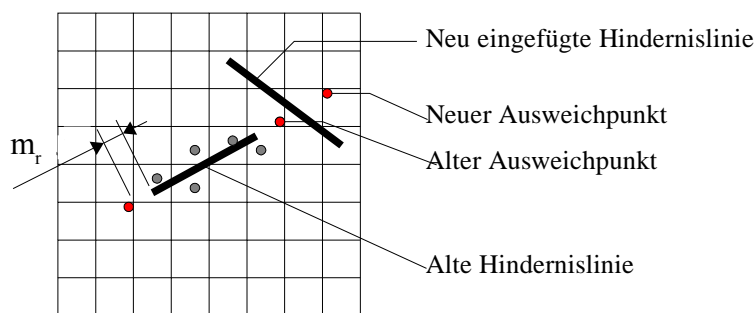 Neu eingefügte Hindernislinie
Neuer Ausweichpunkt
Alter Ausweichpunkt
m_r
Alte Hindernislinie